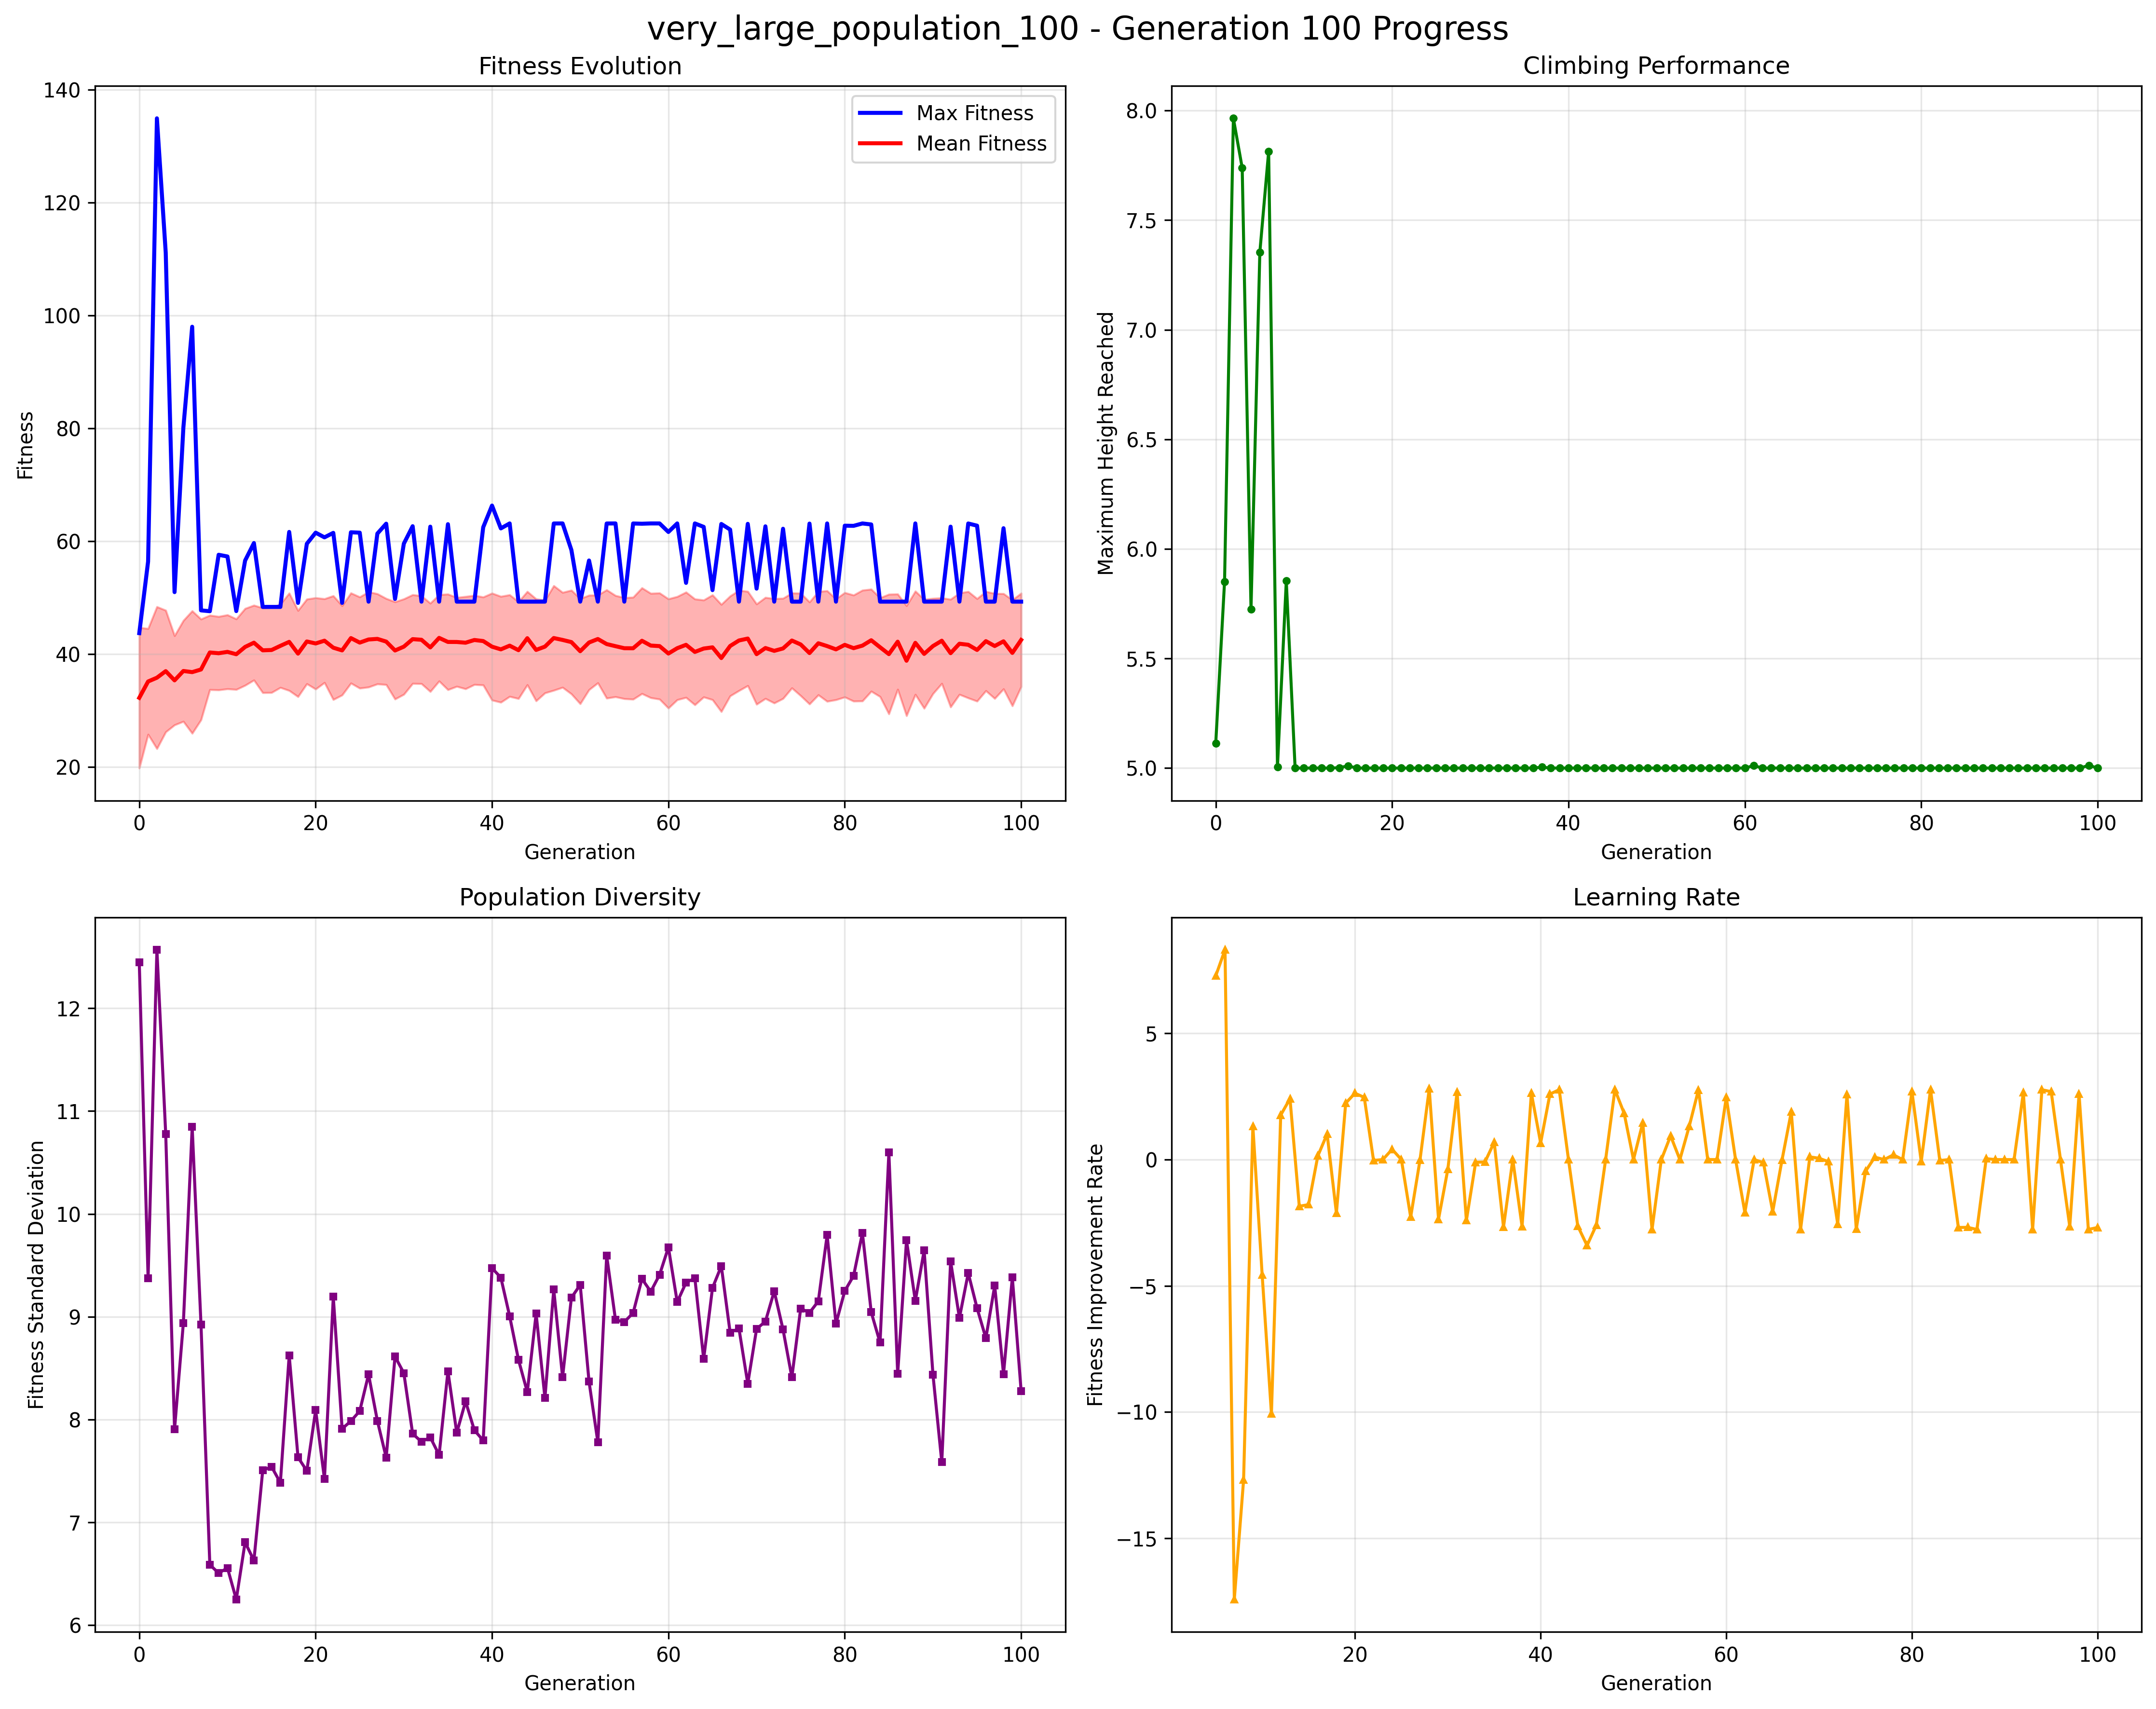 very_large_population_100 - Generation 100 Progress
Fitness Evolution
140
120
100
80
60
40
20
Fitness
0 20 40 60 80 100
Generation
Max Fitness
Mean Fitness
Climbing Performance
8.0
7.5
7.0
6.5
6.0
5.5
5.0
Maximum Height Reached
0 20 40 60 80 100
Generation
Population Diversity
12
11
10
9
8
7
6
Fitness Standard Deviation
0 20 40 60 80 100
Generation
Learning Rate
5
0
−5
−10
−15
Fitness Improvement Rate
20 40 60 80 100
Generation